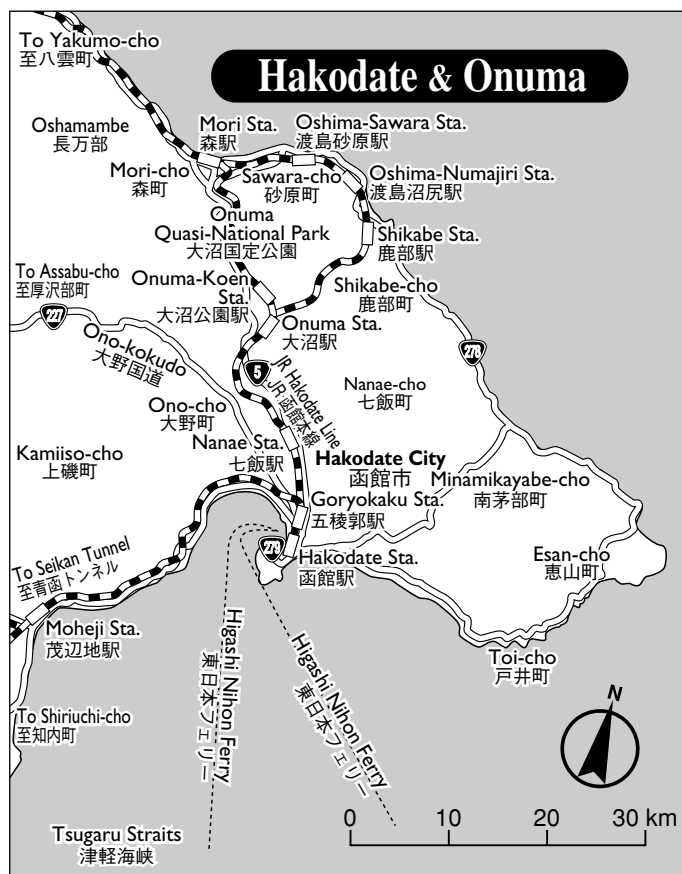 Hakodate & Onuma
To Yakumo-cho
至八雲町
Oshamambe
長万部
Mori Sta.
森駅
Oshima-Sawara Sta.
渡島砂原駅
Mori-cho
森町
Sawara-cho
砂原町
Oshima-Numajiri Sta.
渡島沼尻駅
Onuma
Quasi-National Park
大沼国定公園
Shikabe Sta.
鹿部駅
To Assabu-cho
至厚沢部町
Onuma-Koen
Sta.
大沼公園駅
Shikabe-cho
鹿部町
227
Onuma Sta.
大沼駅
Ono-kokudo
大野国道
5
278
JR Hakodate Line
JR函館本線
Nanae-cho
七飯町
Ono-cho
大野町
Nanae Sta.
七飯駅
Kamiiso-cho
上磯町
Hakodate City
函館市
Minamikayabe-cho
南茅部町
Goryokaku Sta.
五稜郭駅
279
Hakodate Sta.
函館駅
Esan-cho
恵山町
To Seikan Tunnel
至青函トンネル
Moheji Sta.
茂辺地駅
Toi-cho
戸井町
Higashi Nihon Ferry
東日本フェリー
Higashi Nihon Ferry
東日本フェリー
To Shiriuchi-cho
至知内町
N
0 10 20 30 km
Tsugaru Straits
津軽海峡